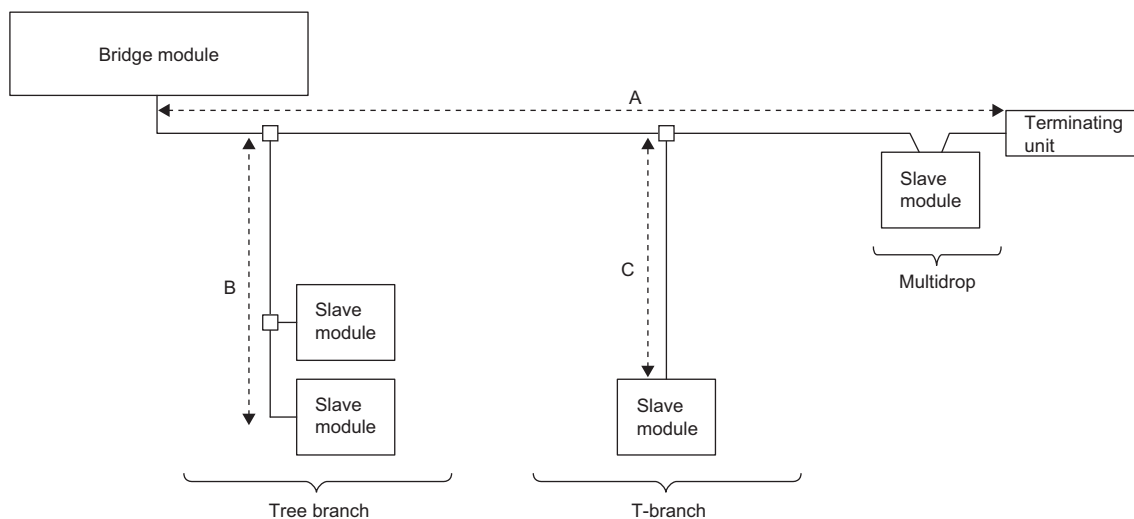 Bridge module
A
Terminating
unit
Slave
module
Multidrop
B
C
Slave
module
Slave
module
Slave
module
Tree branch
T-branch